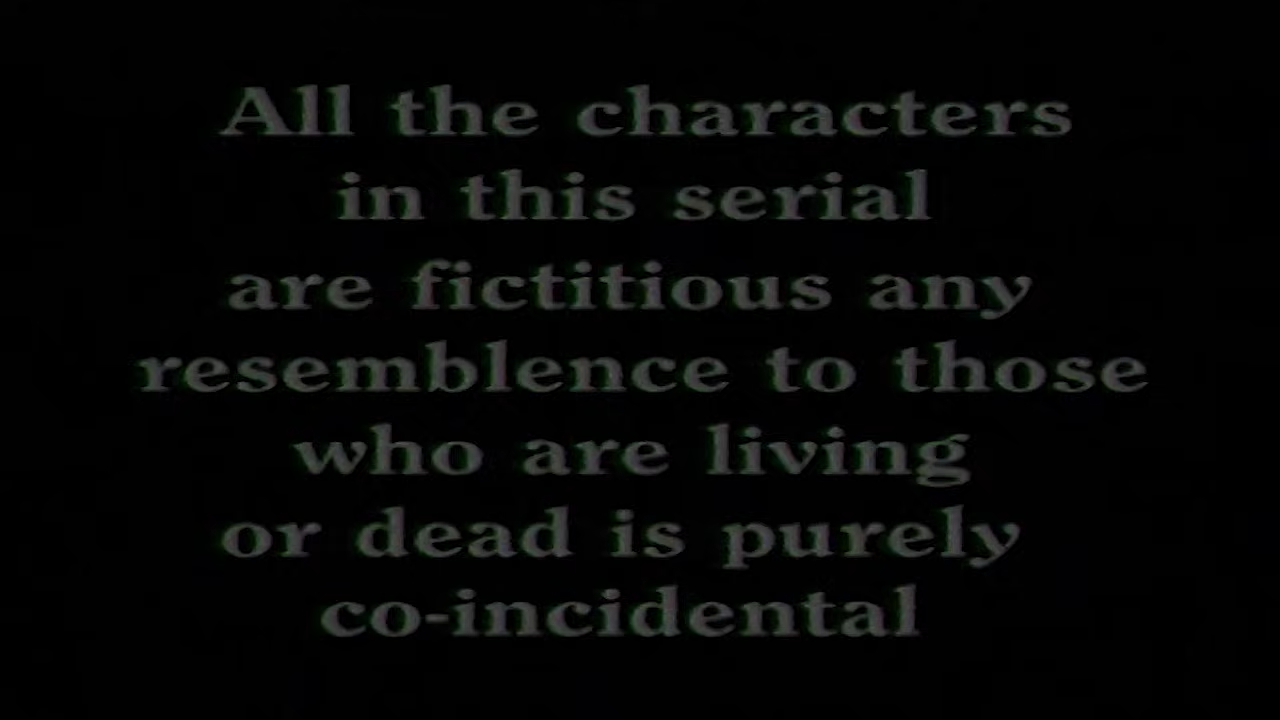 All the characters
in this serial
are fictitious any
resemblence to those
who are living
or dead is purely
co-incidental